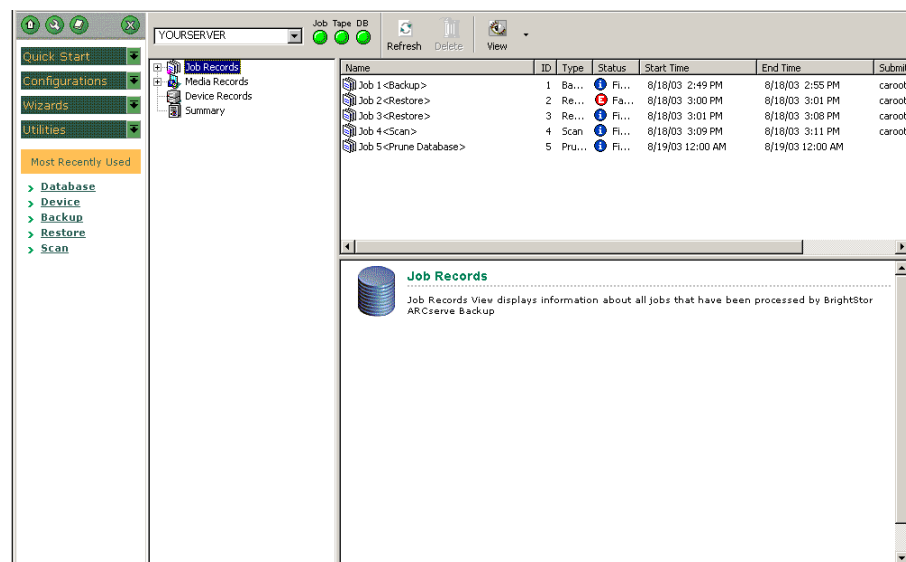 Job Tape DB
YOURSERVER
Refresh Delete View
Quick Start
Configurations
Wizards
Utilities
Most Recently Used
Database
Device
Backup
Restore
Scan
Job Records
Media Records
Device Records
Summary
Name ID Type Status Start Time End Time Submit
Job 1<Backup> 1 Ba... Fi... 8/18/03 2:49 PM 8/18/03 2:55 PM caroot
Job 2<Restore> 2 Re... Fa... 8/18/03 3:00 PM 8/18/03 3:01 PM caroot
Job 3<Restore> 3 Re... Fi... 8/18/03 3:01 PM 8/18/03 3:08 PM caroot
Job 4<Scan> 4 Scan Fi... 8/18/03 3:09 PM 8/18/03 3:11 PM caroot
Job 5<Prune Database> 5 Pru... Fi... 8/19/03 12:00 AM 8/19/03 12:00 AM
Job Records
Job Records View displays information about all jobs that have been processed by BrightStor
ARCserve Backup